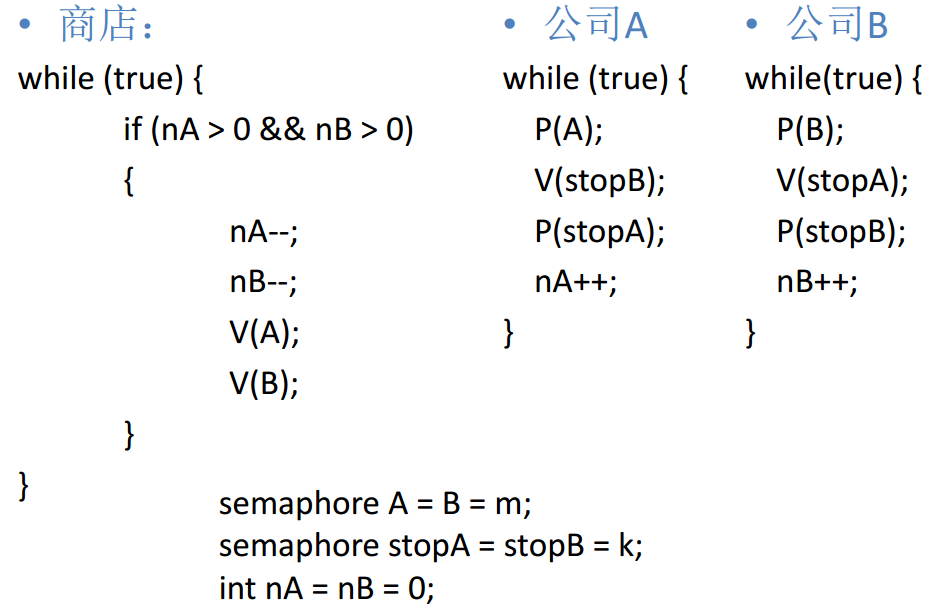 • 商店：
while (true) {
if (nA > 0 && nB > 0)
{
nA--;
nB--;
V(A);
V(B);
}
}
• 公司A
while (true) {
P(A);
V(stopB);
P(stopA);
nA++;
}
• 公司B
while(true) {
P(B);
V(stopA);
P(stopB);
nB++;
}
semaphore A = B = m;
semaphore stopA = stopB = k;
int nA = nB = 0;